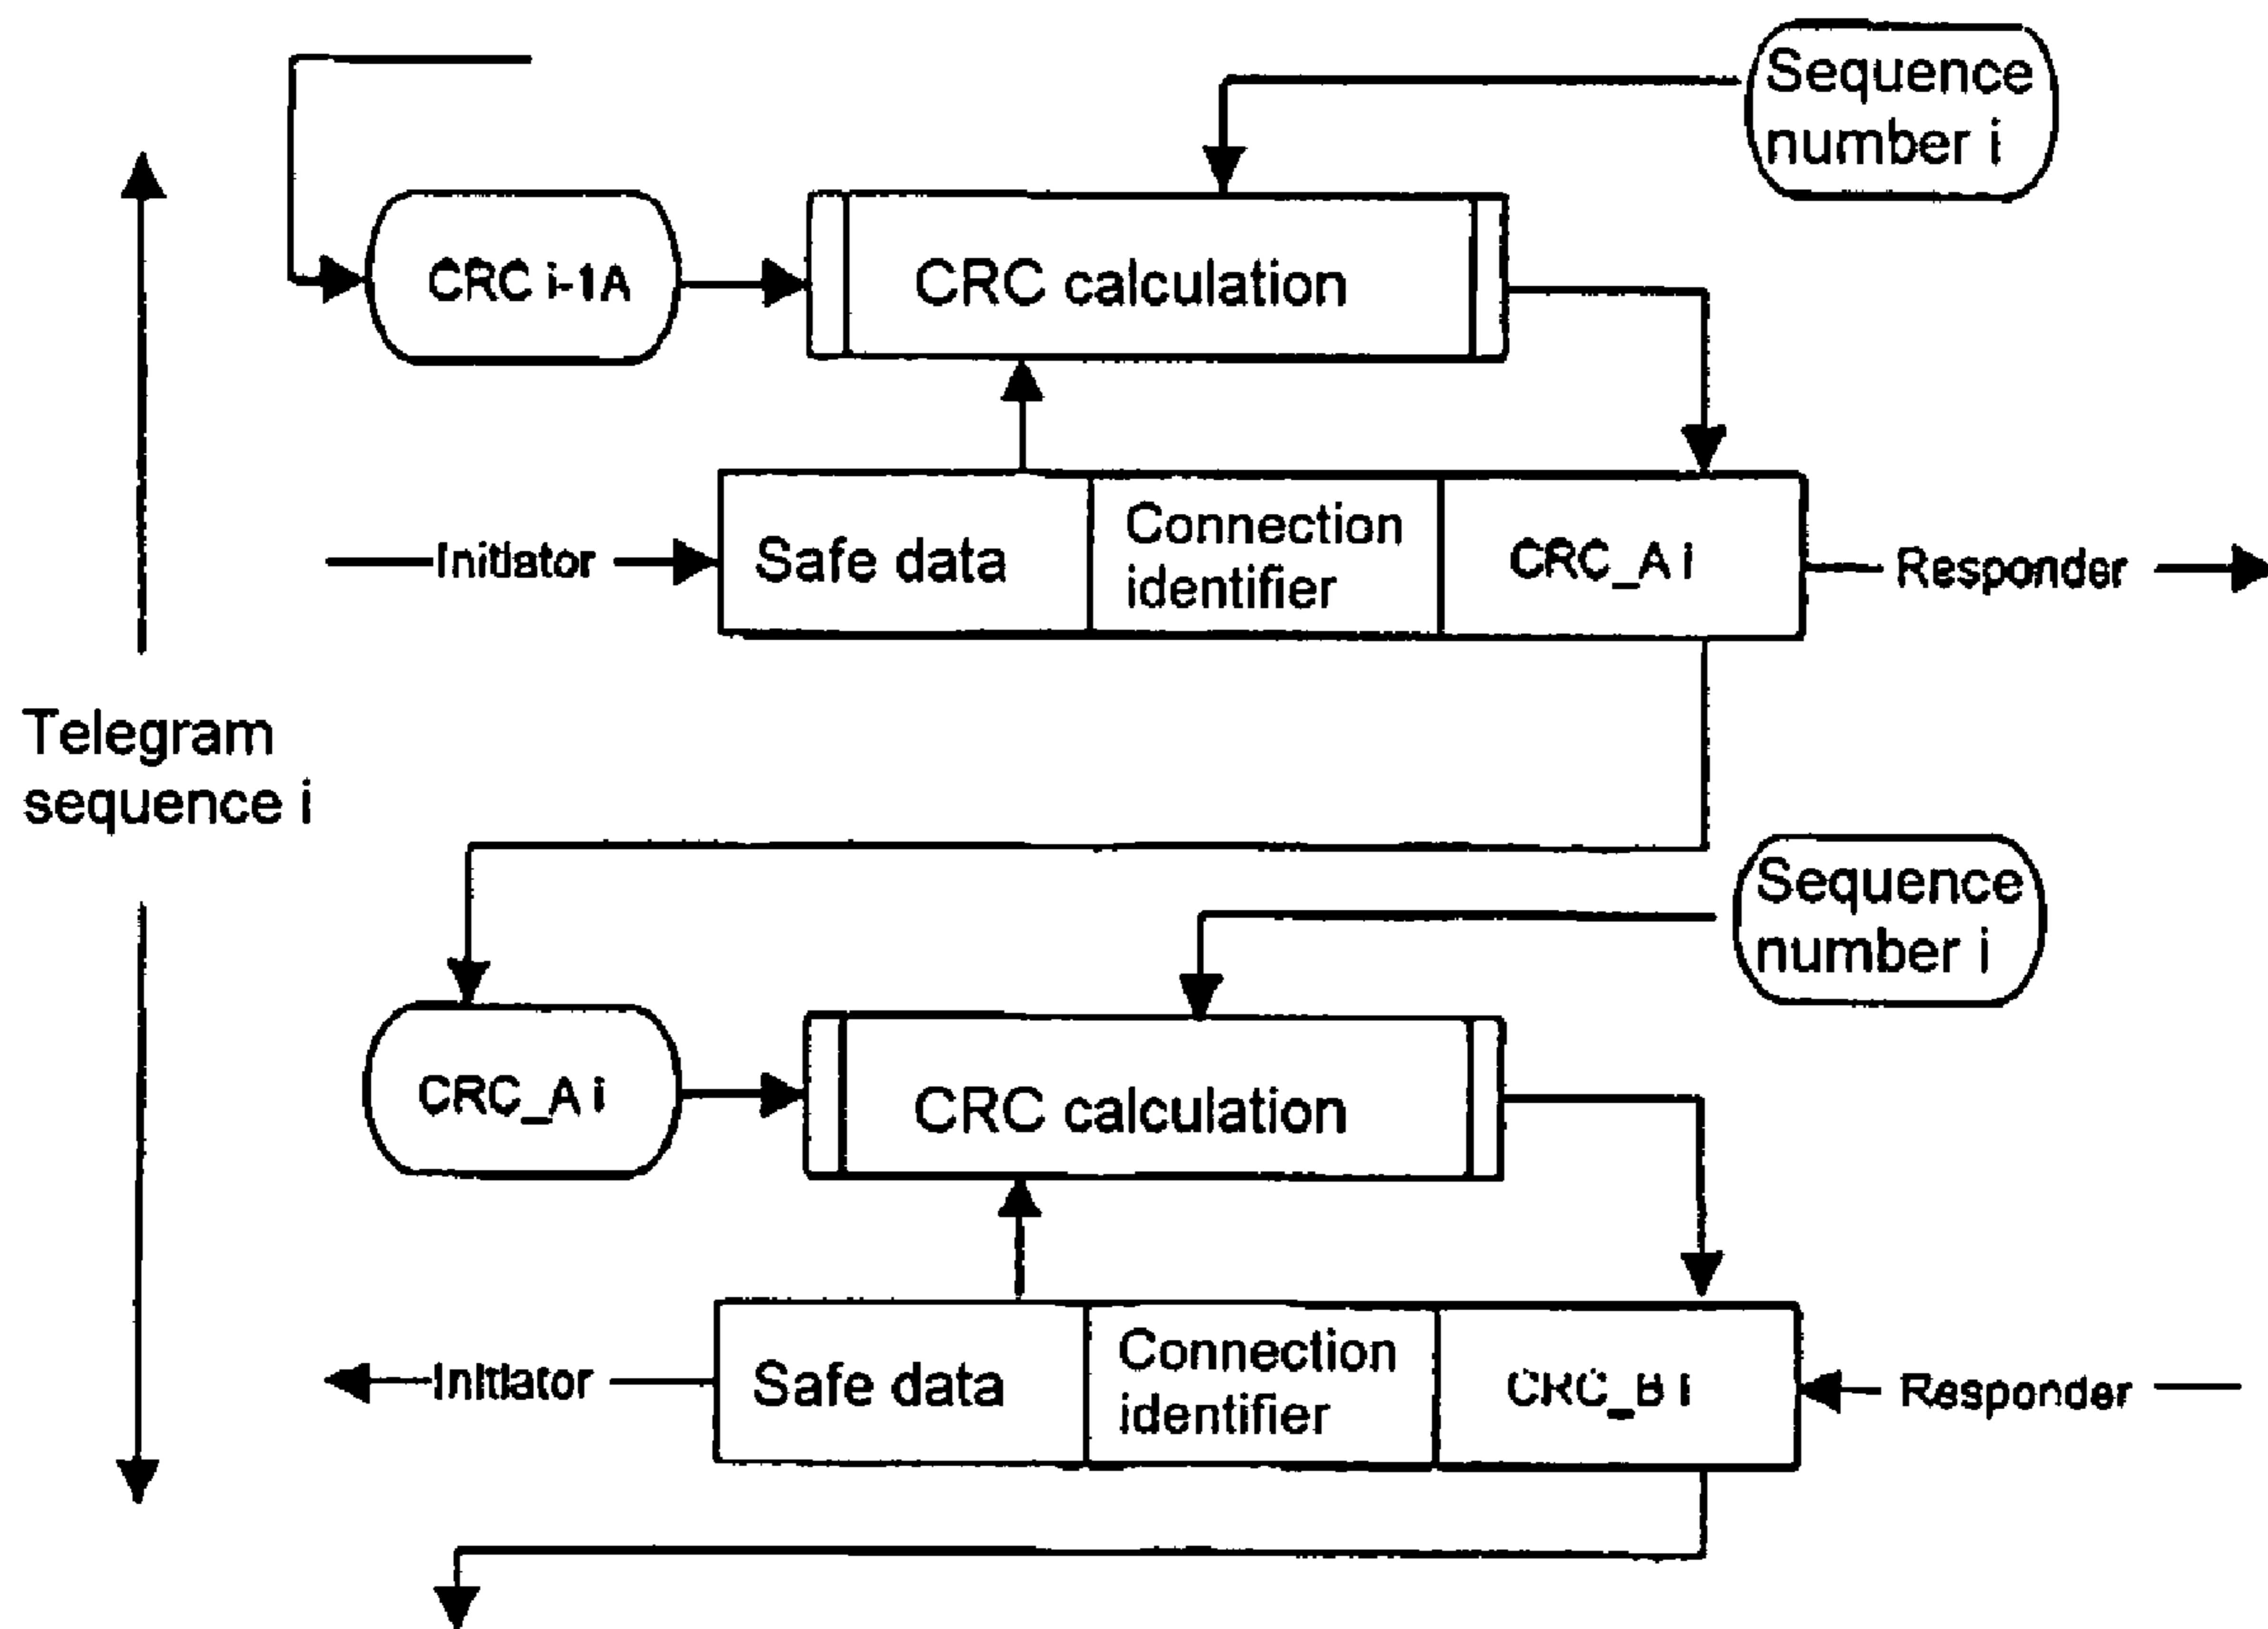 Sequence
number i
CRC i-1A
CRC calculation
Initiator
Safe data
Connection
identifier
CRC_A i
Responder
Telegram
sequence i
Sequence
number i
CRC_A i
CRC calculation
Initiator
Safe data
Connection
identifier
CRC_B i
Responder